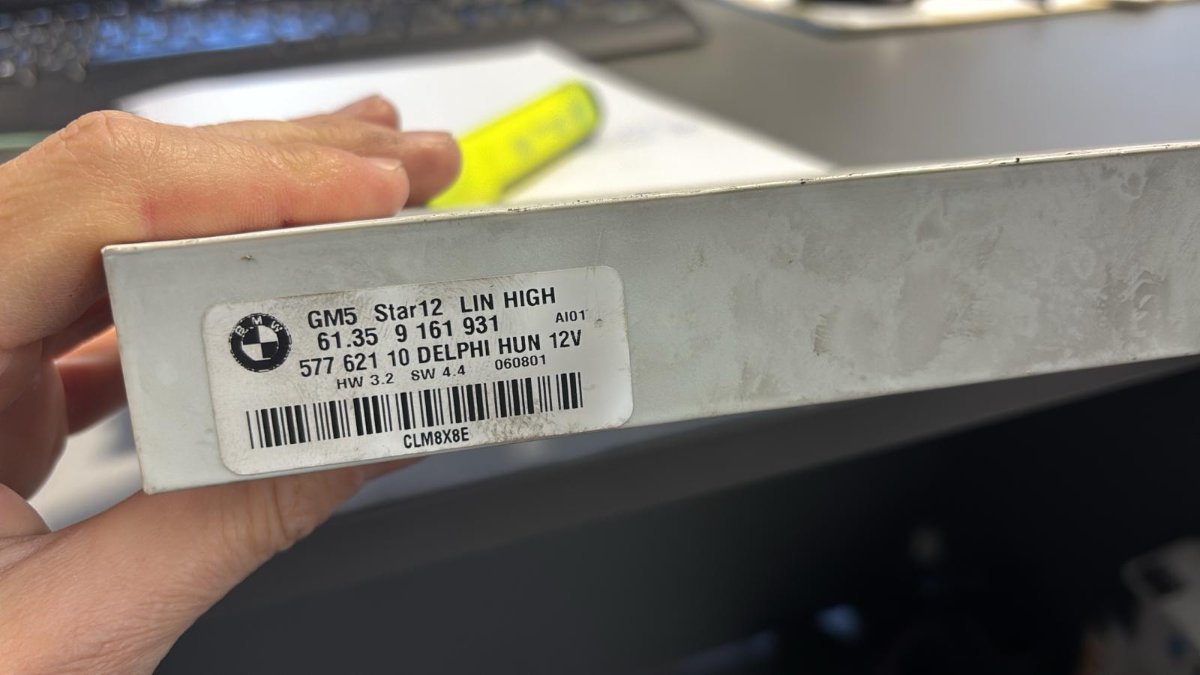 BMW
GM5 Star12 LIN HIGH
61.35 9 161 931 AI01
577 621 10 DELPHI HUN 12V
HW 3.2 SW 4.4 060801
CLM8X8E